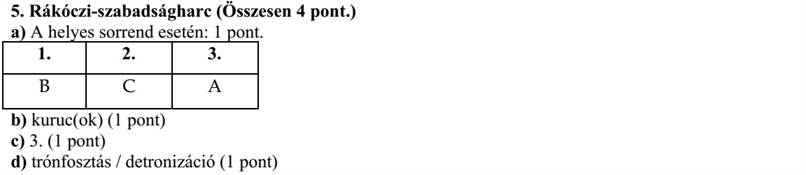 5. Rákóczi-szabadságharc (Összesen 4 pont.)
a) A helyes sorrend esetén: 1 pont.
1. 2. 3.
B C A
b) kuruc(ok) (1 pont)
c) 3. (1 pont)
d) trónfosztás / detronizáció (1 pont)